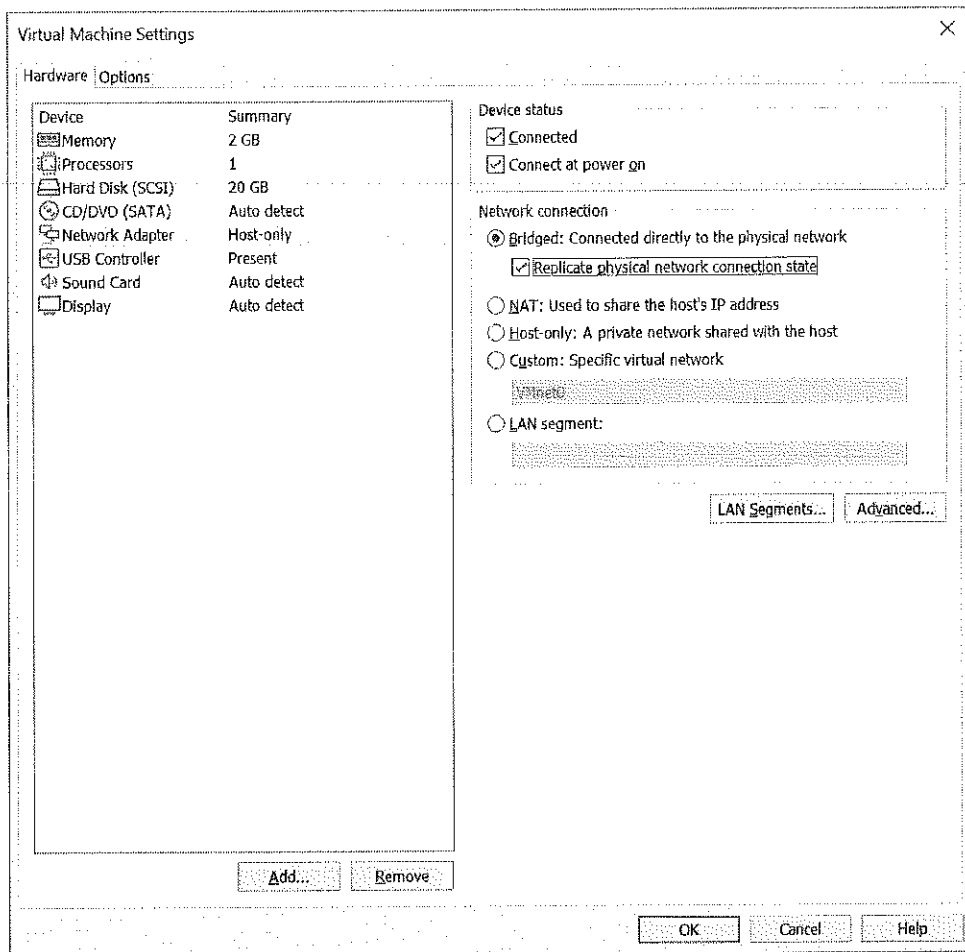 Virtual Machine Settings
Hardware Options
Device Summary
Memory 2 GB
Processors 1
Hard Disk (SCSI) 20 GB
CD/DVD (SATA) Auto detect
Network Adapter Host-only
USB Controller Present
Sound Card Auto detect
Display Auto detect
Add... Remove
Device status
Connected
Connect at power on
Network connection
Bridged: Connected directly to the physical network
Replicate physical network connection state
NAT: Used to share the host's IP address
Host-only: A private network shared with the host
Custom: Specific virtual network
VMnet0
LAN segment:
LAN Segments... Advanced...
OK Cancel Help